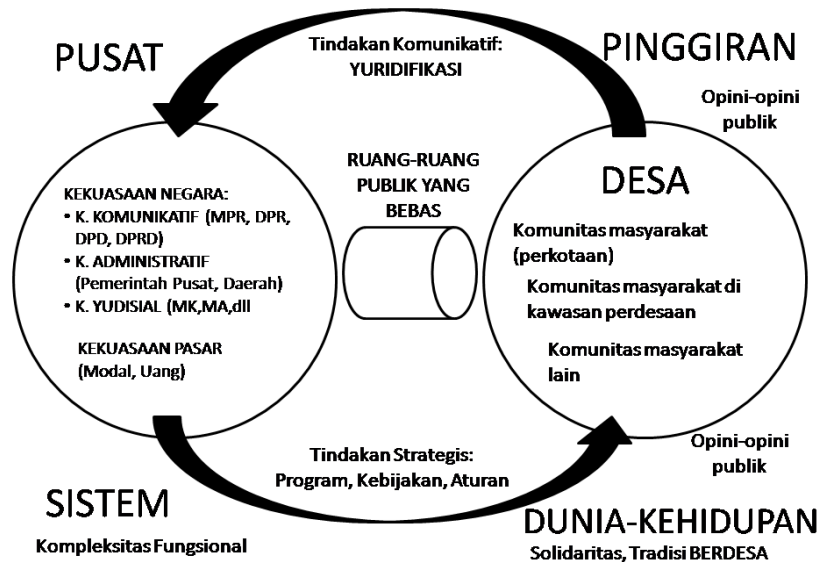 PUSAT
Tindakan Komunikatif:
YURIDIFIKASI
PINGGIRAN
Opini-opini
publik
KEKUASAAN NEGARA:
• K. KOMUNIKATIF (MPR, DPR,
DPD, DPRD)
• K. ADMINISTRATIF
(Pemerintah Pusat, Daerah)
• K. YUDISIAL (MK,MA,dll
KEKUASAAN PASAR
(Modal, Uang)
RUANG-RUANG
PUBLIK YANG
BEBAS
DESA
Komunitas masyarakat
(perkotaan)
Komunitas masyarakat di
kawasan perdesaan
Komunitas masyarakat
lain
Tindakan Strategis:
Program, Kebijakan, Aturan
Opini-opini
publik
SISTEM
Kompleksitas Fungsional
DUNIA-KEHIDUPAN
Solidaritas, Tradisi BERDESA